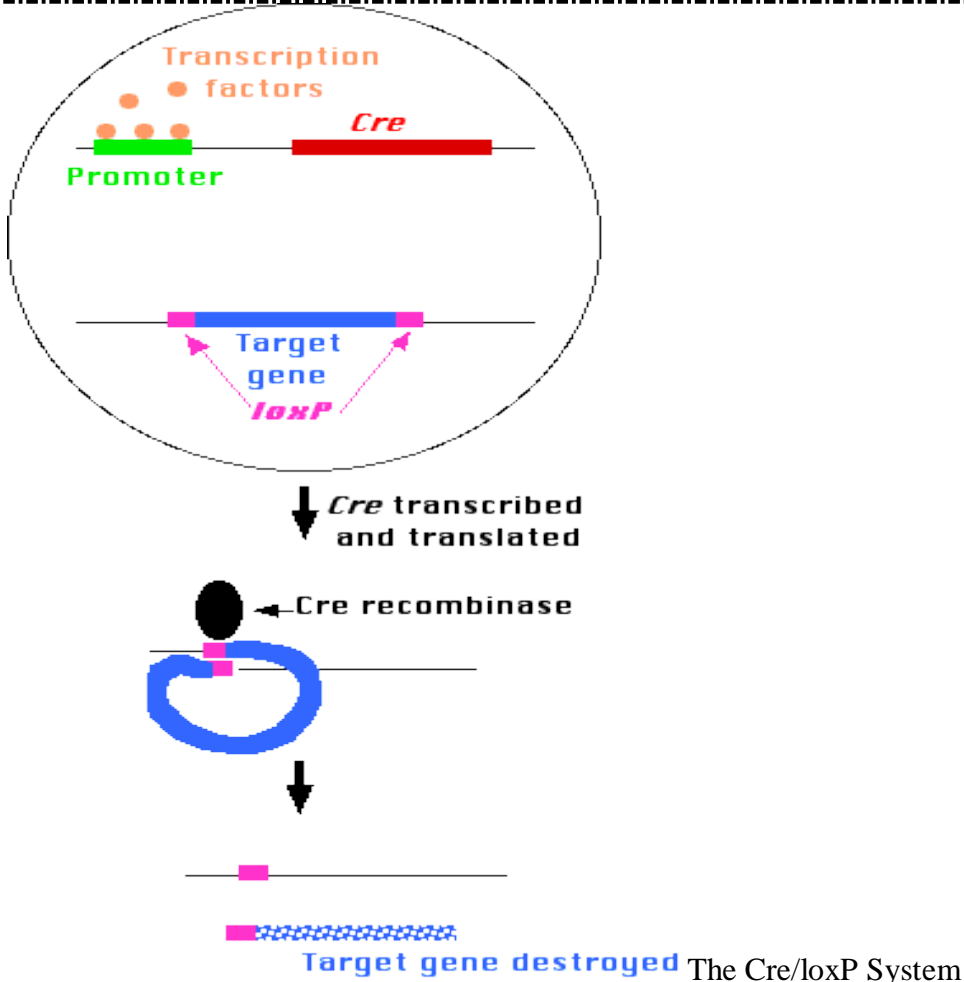 Transcription
factors
Cre
Promoter
Target
gene
loxP
Cre transcribed
and translated
Cre recombinase
Target gene destroyed The Cre/loxP System